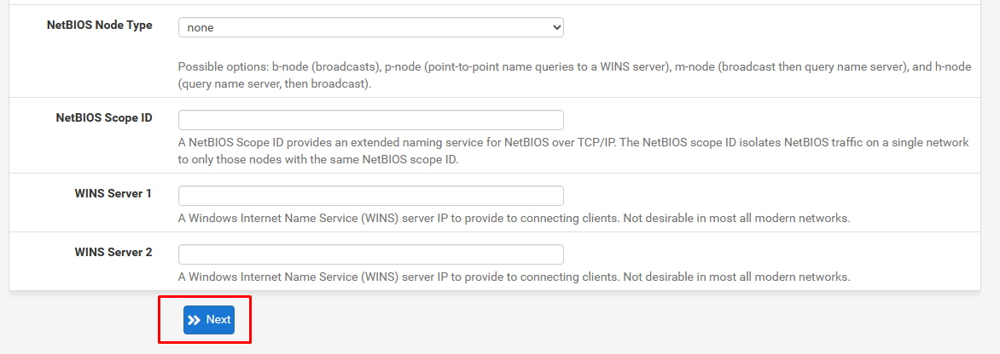 NetBIOS Node Type
none
Possible options: b-node (broadcasts), p-node (point-to-point name queries to a WINS server), m-node (broadcast then query name server), and h-node
(query name server, then broadcast).
NetBIOS Scope ID
A NetBIOS Scope ID provides an extended naming service for NetBIOS over TCP/IP. The NetBIOS scope ID isolates NetBIOS traffic on a single network
to only those nodes with the same NetBIOS scope ID.
WINS Server 1
A Windows Internet Name Service (WINS) server IP to provide to connecting clients. Not desirable in most all modern networks.
WINS Server 2
A Windows Internet Name Service (WINS) server IP to provide to connecting clients. Not desirable in most all modern networks.
Next